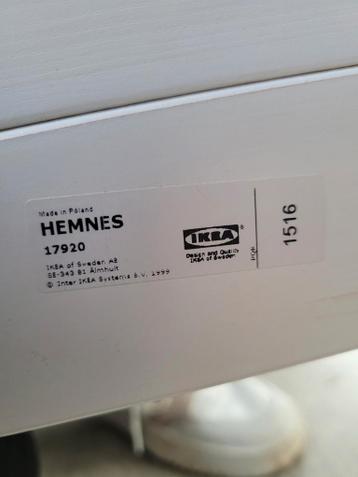 Made in Poland
HEMNES
17920
IKEA of Sweden AB
SE-343 81 Älmhult
© Inter IKEA Systems B.V. 1999
IKEA®
Design and Quality
IKEA of Sweden
1516